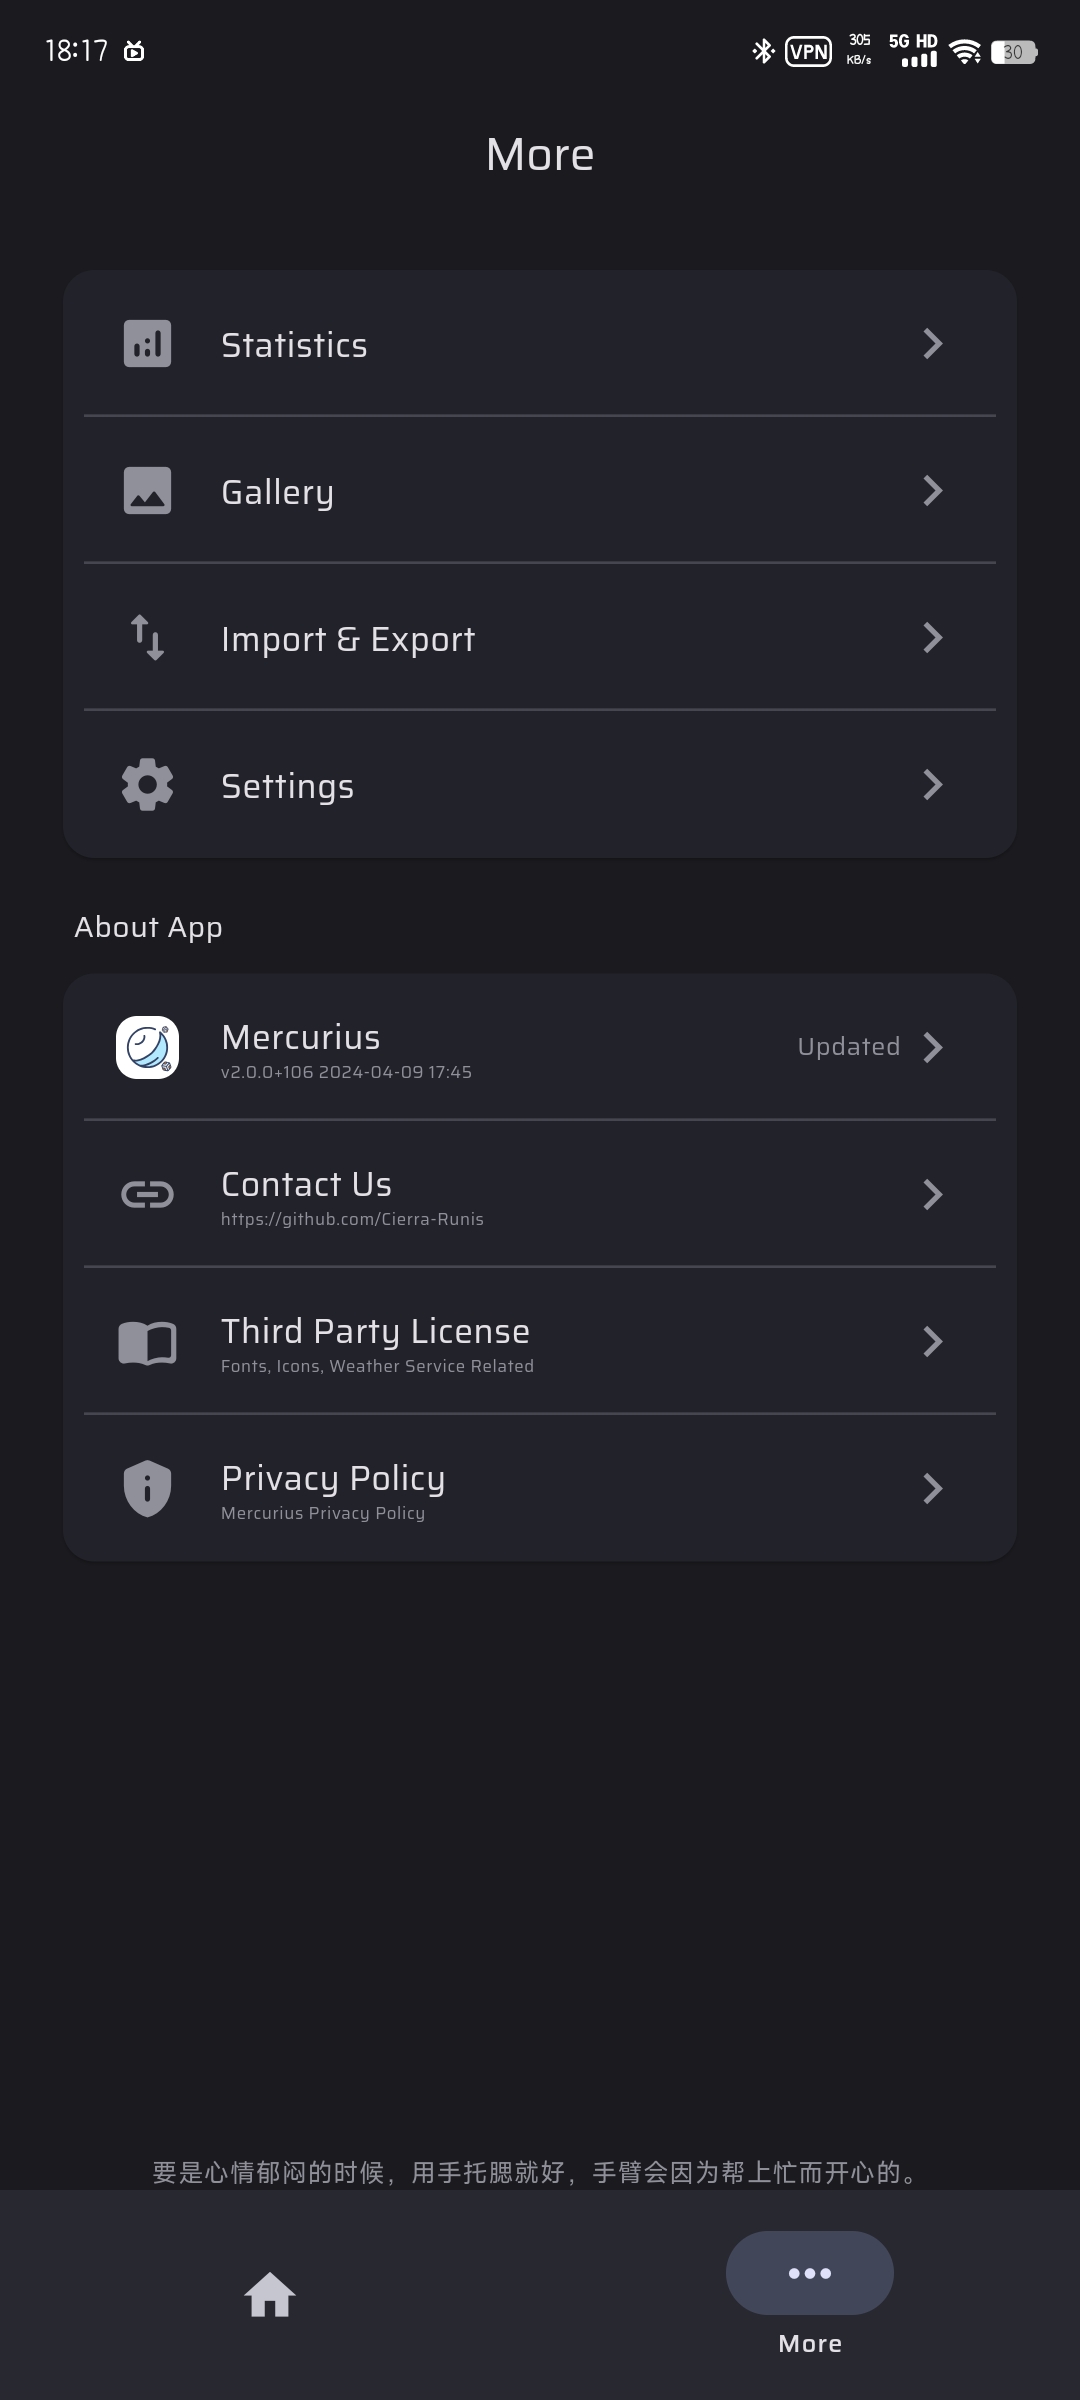 18:17
VPN
305
KB/s
5G HD
30
More
Statistics
Gallery
Import & Export
Settings
About App
Mercurius
v2.0.0+106 2024-04-09 17:45
Updated
Contact Us
https://github.com/Cierra-Runis
Third Party License
Fonts, Icons, Weather Service Related
Privacy Policy
Mercurius Privacy Policy
要是心情郁闷的时候，用手托腮就好，手臂会因为帮上忙而开心的。
More